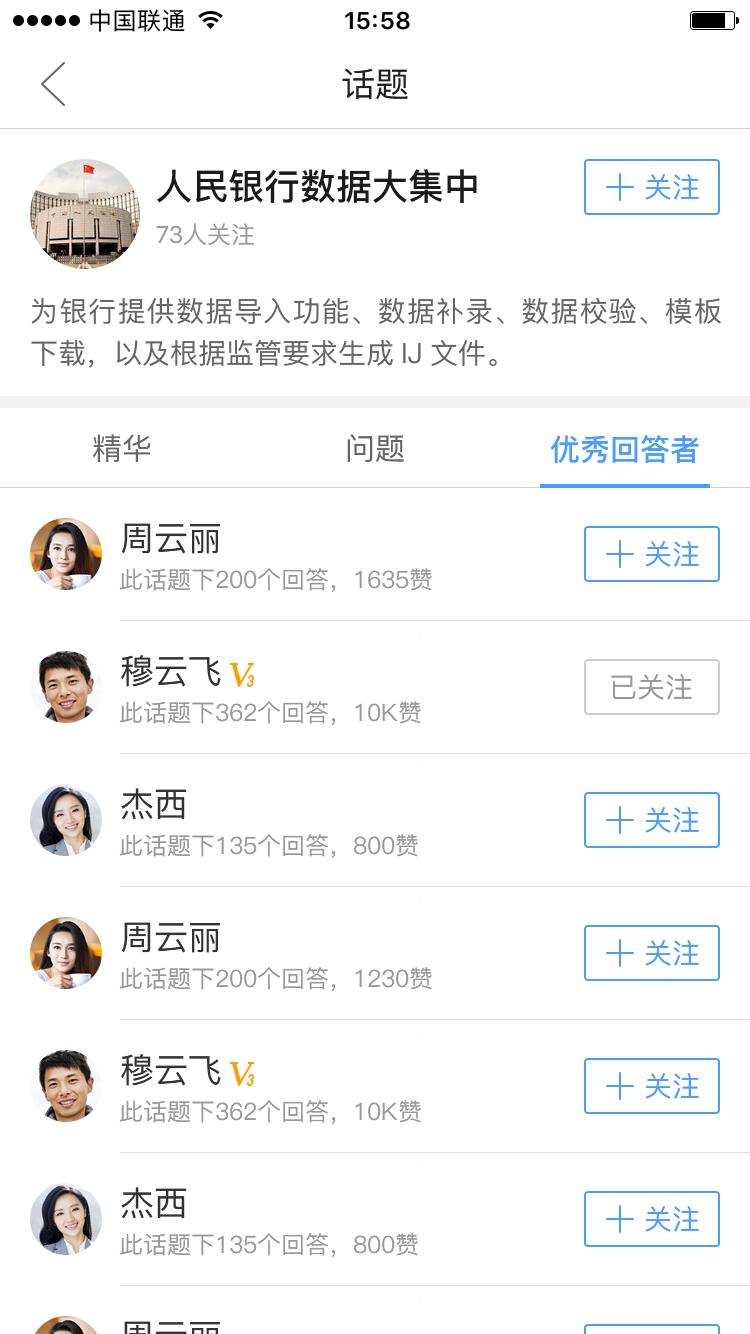 中国联通 15:58
话题
人民银行数据大集中
关注
73人关注
为银行提供数据导入功能、数据补录、数据校验、模板
下载，以及根据监管要求生成 IJ 文件。
精华 问题 优秀回答者
周云丽
关注
此话题下200个回答，1635赞
穆云飞 V3
已关注
此话题下362个回答，10K赞
杰西
关注
此话题下135个回答，800赞
周云丽
关注
此话题下200个回答，1230赞
穆云飞 V3
关注
此话题下362个回答，10K赞
杰西
关注
此话题下135个回答，800赞
周云丽